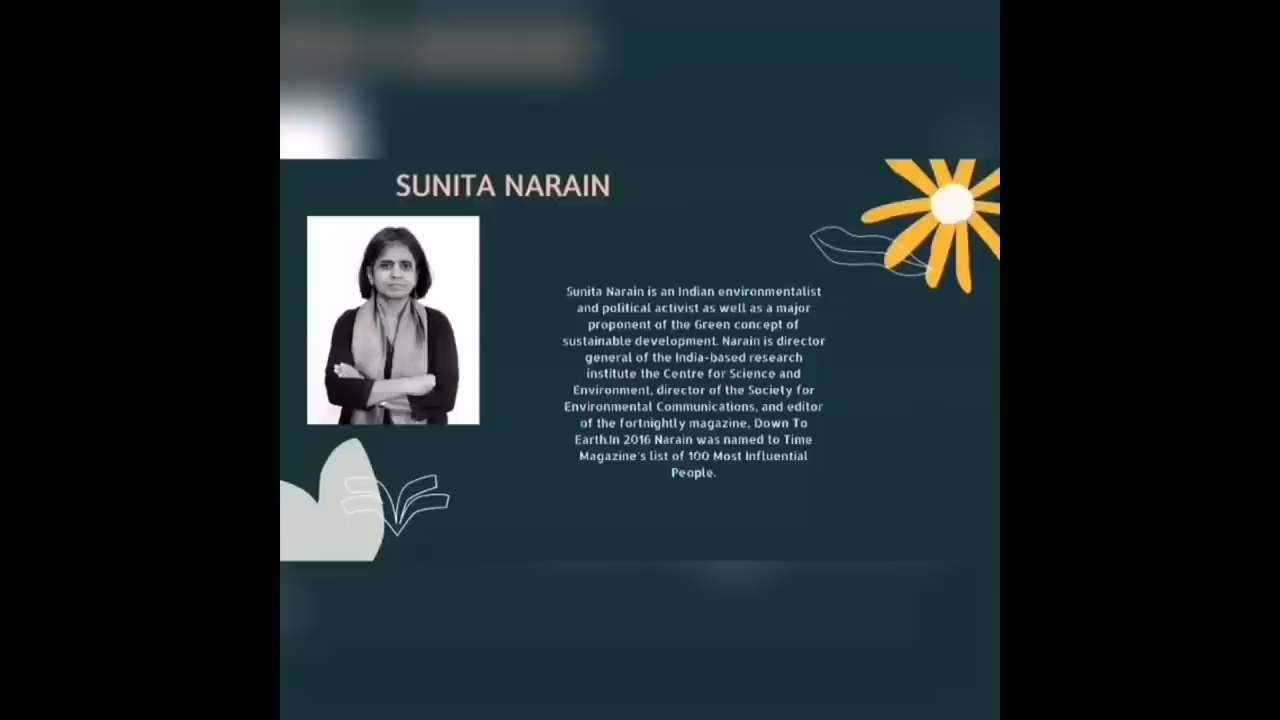 SUNITA NARAIN
Sunita Narain is an Indian environmentalist
and political activist as well as a major
proponent of the Green concept of
sustainable development. Narain is director
general of the India-based research
institute the Centre for Science and
Environment, director of the Society for
Environmental Communications, and editor
of the fortnightly magazine, Down To
Earth.In 2016 Narain was named to Time
Magazine's list of 100 Most Influential
People.